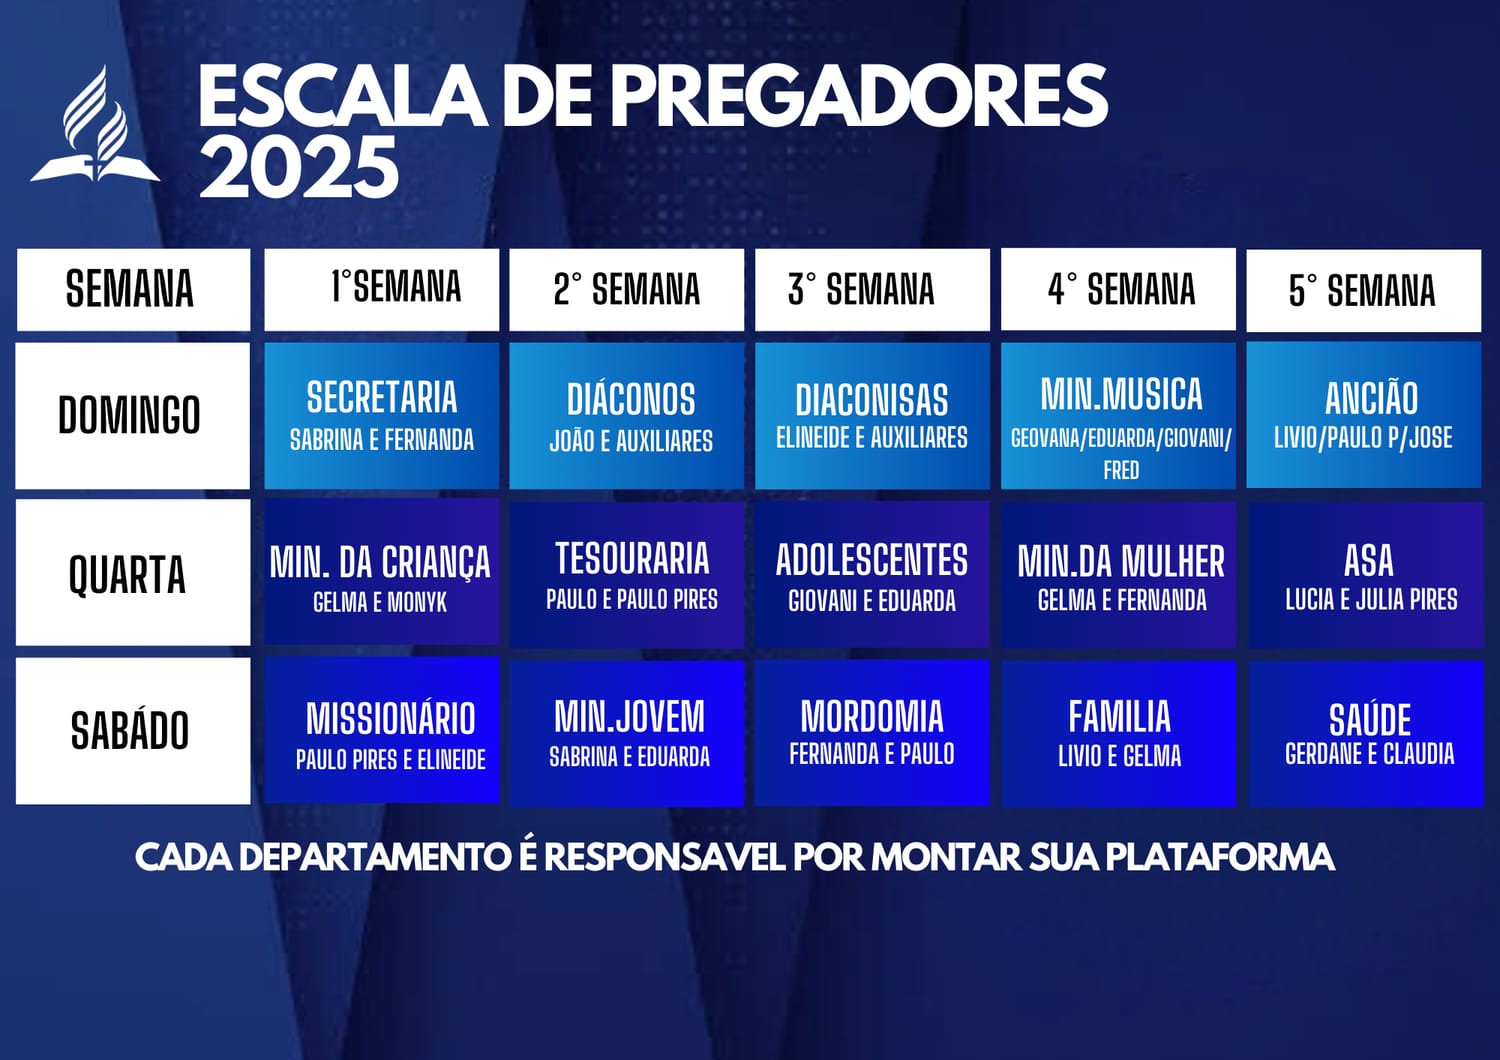 ESCALA DE PREGADORES
2025
SEMANA
1°SEMANA
2° SEMANA
3° SEMANA
4° SEMANA
5° SEMANA
DOMINGO
SECRETARIA
SABRINA E FERNANDA
DIÁCONOS
JOÃO E AUXILIARES
DIACONISAS
ELINEIDE E AUXILIARES
MIN.MUSICA
GEOVANA/EDUARDA/GIOVANI/
FRED
ANCIÃO
LIVIO/PAULO P/JOSE
QUARTA
MIN. DA CRIANÇA
GELMA E MONYK
TESOURARIA
PAULO E PAULO PIRES
ADOLESCENTES
GIOVANI E EDUARDA
MIN.DA MULHER
GELMA E FERNANDA
ASA
LUCIA E JULIA PIRES
SABÁDO
MISSIONÁRIO
PAULO PIRES E ELINEIDE
MIN.JOVEM
SABRINA E EDUARDA
MORDOMIA
FERNANDA E PAULO
FAMILIA
LIVIO E GELMA
SAÚDE
GERDANE E CLAUDIA
CADA DEPARTAMENTO É RESPONSAVEL POR MONTAR SUA PLATAFORMA